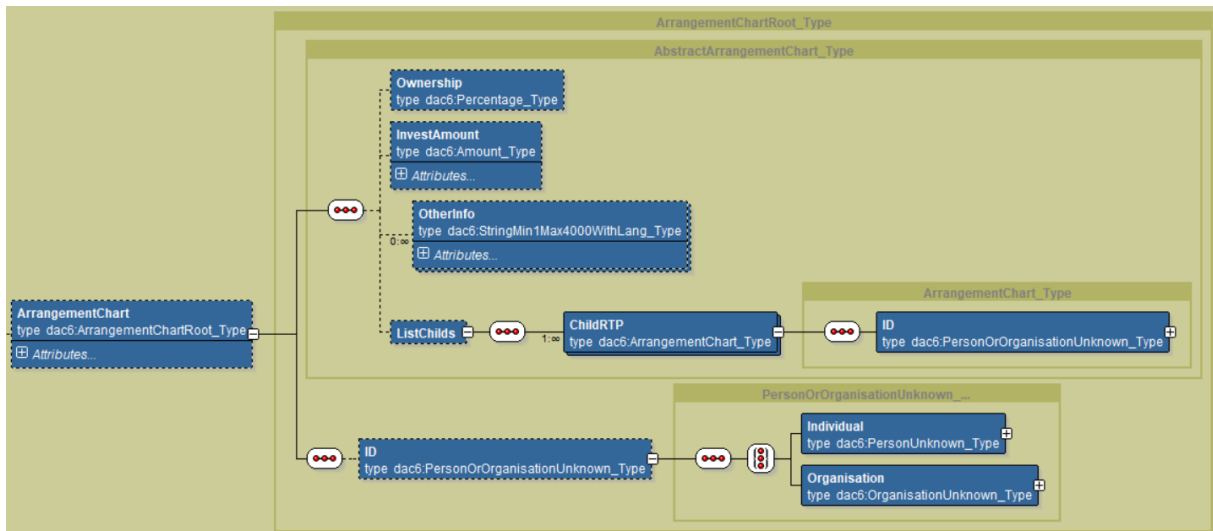 ArrangementChartRoot_Type
AbstractArrangementChart_Type
Ownership
type dac6:Percentage_Type
InvestAmount
type dac6:Amount_Type
Attributes...
OtherInfo
type dac6:StringMin1Max4000WithLang_Type
0:∞
Attributes...
ArrangementChart_Type
ArrangementChart
type dac6:ArrangementChartRoot_Type
Attributes...
ListChilds
1:∞
ChildRTP
type dac6:ArrangementChart_Type
ID
type dac6:PersonOrOrganisationUnknown_Type
PersonOrOrganisationUnknown_...
ID
type dac6:PersonOrOrganisationUnknown_Type
Individual
type dac6:PersonUnknown_Type
Organisation
type dac6:OrganisationUnknown_Type